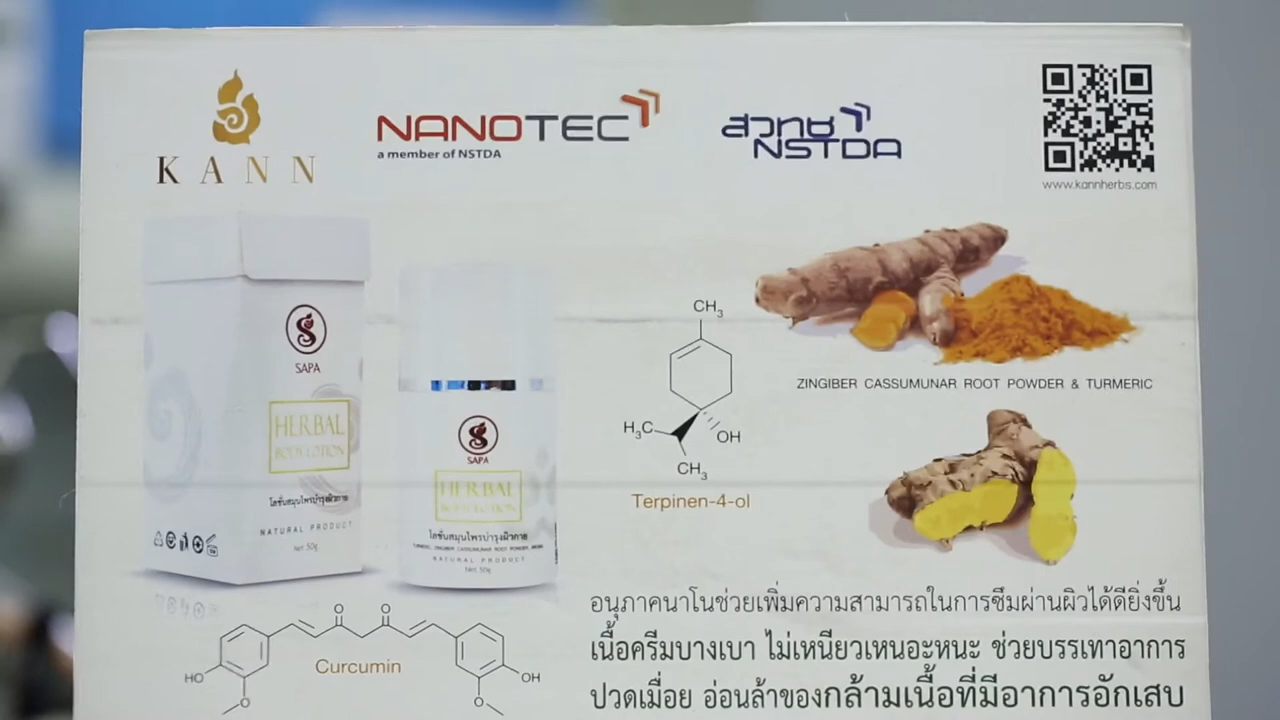 KANN
NANOTEC
a member of NSTDA
สวทช
NSTDA
www.kannherbs.com
SAPA
HERBAL
BODY LOTION
โลชั่นสมุนไพรบำรุงผิวกาย
NATURAL PRODUCT
Net 50g
SAPA
HERBAL
BODY LOTION
โลชั่นสมุนไพรบำรุงผิวกาย
NATURAL PRODUCT
Net 50g
CH3
H3C
OH
CH3
Terpinen-4-ol
ZINGIBER CASSUMUNAR ROOT POWDER & TURMERIC
O O
Curcumin
HO OH
O O
อนุภาคนาโนช่วยเพิ่มความสามารถในการซึมผ่านผิวได้ดียิ่งขึ้น
เนื้อครีมบางเบา ไม่เหนียวเหนอะหนะ ช่วยบรรเทาอาการ
ปวดเมื่อย อ่อนล้าของกล้ามเนื้อที่มีอาการอักเสบ